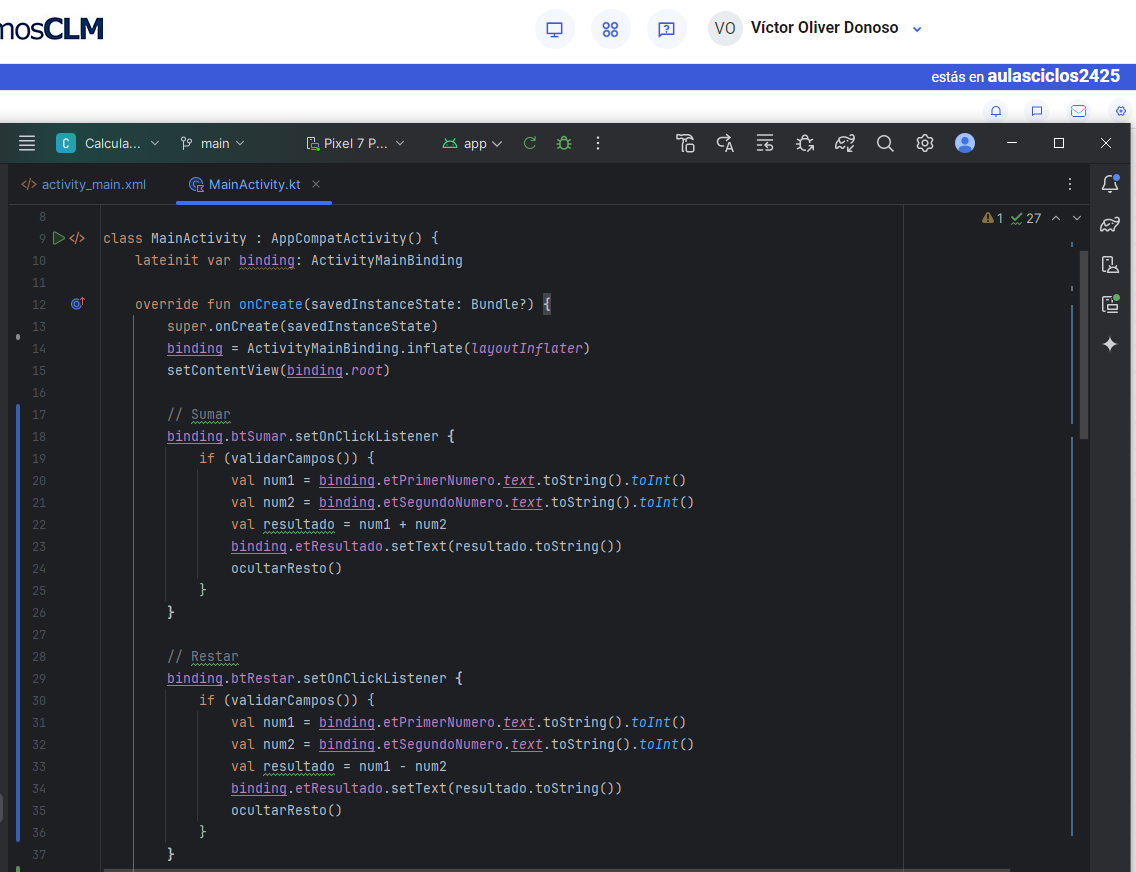 mosCLM
VO Víctor Oliver Donoso
estás en aulasciclos2425
C Calcula... main Pixel 7 P... app
activity_main.xml MainActivity.kt
1 27
8
9 class MainActivity : AppCompatActivity() {
10 lateinit var binding: ActivityMainBinding
11
12 override fun onCreate(savedInstanceState: Bundle?) {
13 super.onCreate(savedInstanceState)
14 binding = ActivityMainBinding.inflate(layoutInflater)
15 setContentView(binding.root)
16
17 // Sumar
18 binding.btSumar.setOnClickListener {
19 if (validarCampos()) {
20 val num1 = binding.etPrimerNumero.text.toString().toInt()
21 val num2 = binding.etSegundoNumero.text.toString().toInt()
22 val resultado = num1 + num2
23 binding.etResultado.setText(resultado.toString())
24 ocultarResto()
25 }
26 }
27
28 // Restar
29 binding.btRestar.setOnClickListener {
30 if (validarCampos()) {
31 val num1 = binding.etPrimerNumero.text.toString().toInt()
32 val num2 = binding.etSegundoNumero.text.toString().toInt()
33 val resultado = num1 - num2
34 binding.etResultado.setText(resultado.toString())
35 ocultarResto()
36 }
37 }